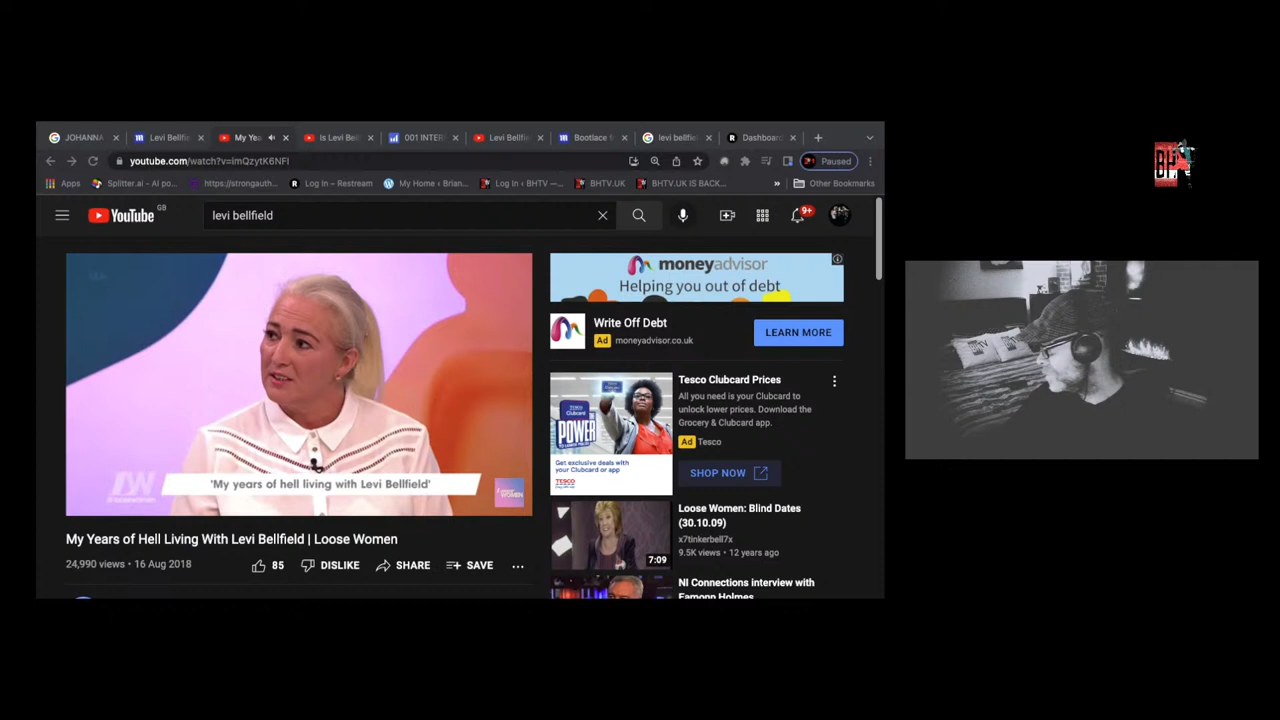 JOHANNA
Levi Bellfie
My Yea
Is Levi Bell
001 INTER
Levi Bellfie
Bootlace
levi bellfiel
Dashboard
youtube.com/watch?v=imQzytK6NFI
Paused
Apps
Splitter.ai - AI po...
https://strongauth...
Log In – Restream
My Home ‹ Brian...
Log In ‹ BHTV —...
BHTV.UK
BHTV.UK IS BACK...
»
Other Bookmarks
YouTube GB
levi bellfield
9+
moneyadvisor
Helping you out of debt
Write Off Debt
Ad moneyadvisor.co.uk
LEARN MORE
'My years of hell living with Levi Bellfield'
@loosewomen
LOOSE WOMEN
Tesco Clubcard Prices
All you need is your Clubcard to
unlock lower prices. Download the
Grocery & Clubcard app.
Ad Tesco
SHOP NOW
POWER
Get exclusive deals with
your Clubcard or app
TESCO
My Years of Hell Living With Levi Bellfield | Loose Women
24,990 views • 16 Aug 2018
85
DISLIKE
SHARE
SAVE
Loose Women: Blind Dates
(30.10.09)
x7tinkerbell7x
9.5K views • 12 years ago
7:09
NI Connections interview with
Eamonn Holmes
BH